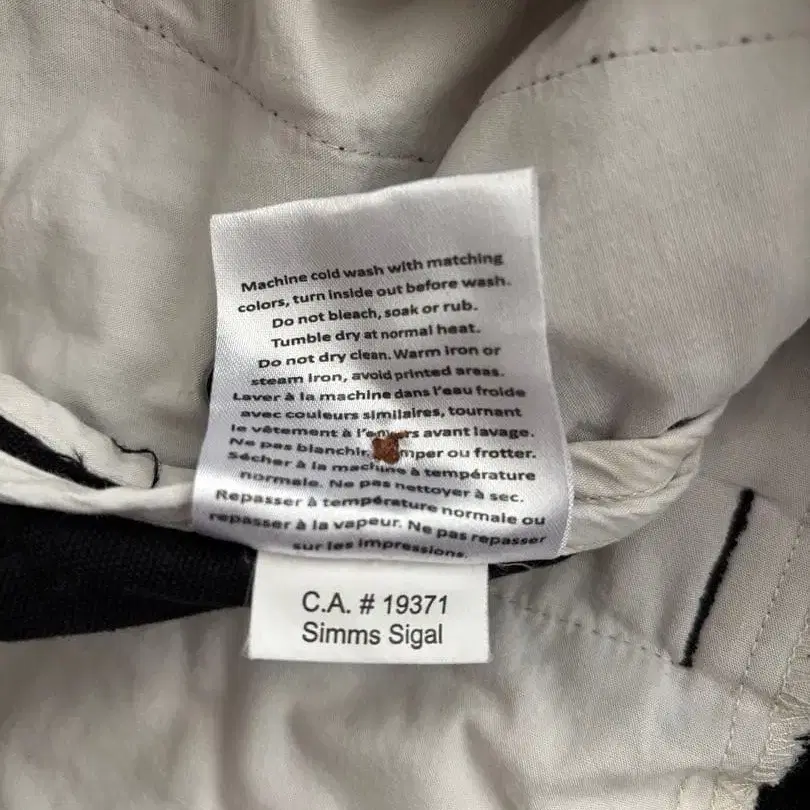 Machine cold wash with matching
colors, turn inside out before wash.
Do not bleach, soak or rub.
Tumble dry at normal heat.
Do not dry clean. Warm iron or
steam iron, avoid printed areas.
Laver à la machine dans l'eau froide
avec couleurs similaires, tournant
le vêtement à avant lavage.
Ne pas blanchir, ou frotter.
Sécher à la machine à température
normale. Ne pas nettoyer à sec.
Repasser à température normale ou
repasser à la vapeur. Ne pas repasser
sur les impressions.
C.A. # 19371
Simms Sigal